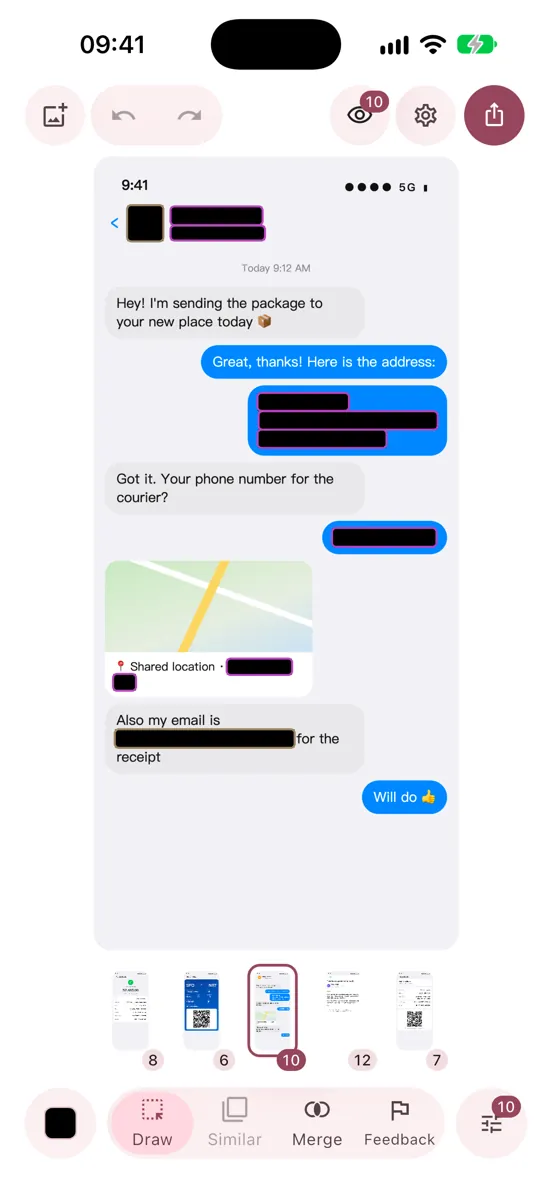 09:41
10
9:41
5G
<
Today 9:12 AM
Hey! I'm sending the package to
your new place today 📦
Great, thanks! Here is the address:
Got it. Your phone number for the
courier?
📍 Shared location ·
Also my email is
for the
receipt
Will do 👍
8
6
10
12
7
Draw
Similar
Merge
Feedback
10